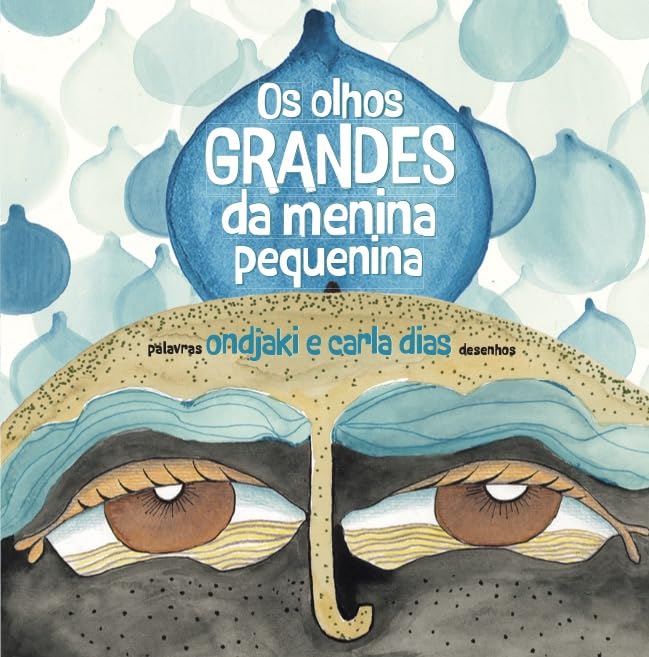 Os olhos
GRANDES
da menina
pequenina
palavras ondjaki e carla dias desenhos